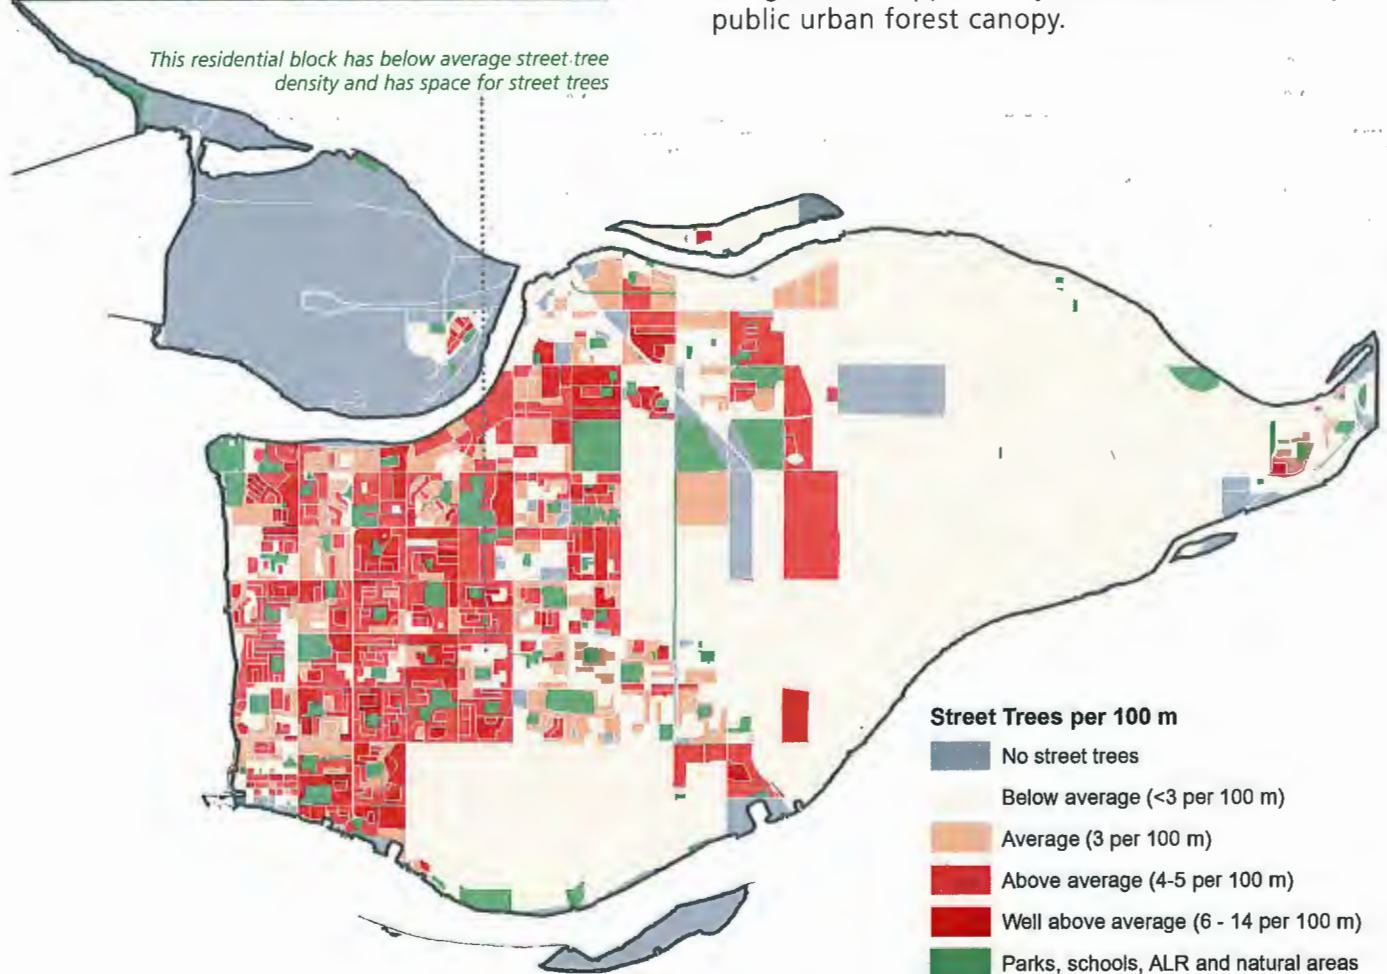 public urban forest canopy.
This residential block has below average street tree
density and has space for street trees
Street Trees per 100 m
No street trees
Below average (<3 per 100 m)
Average (3 per 100 m)
Above average (4-5 per 100 m)
Well above average (6 - 14 per 100 m)
Parks, schools, ALR and natural areas